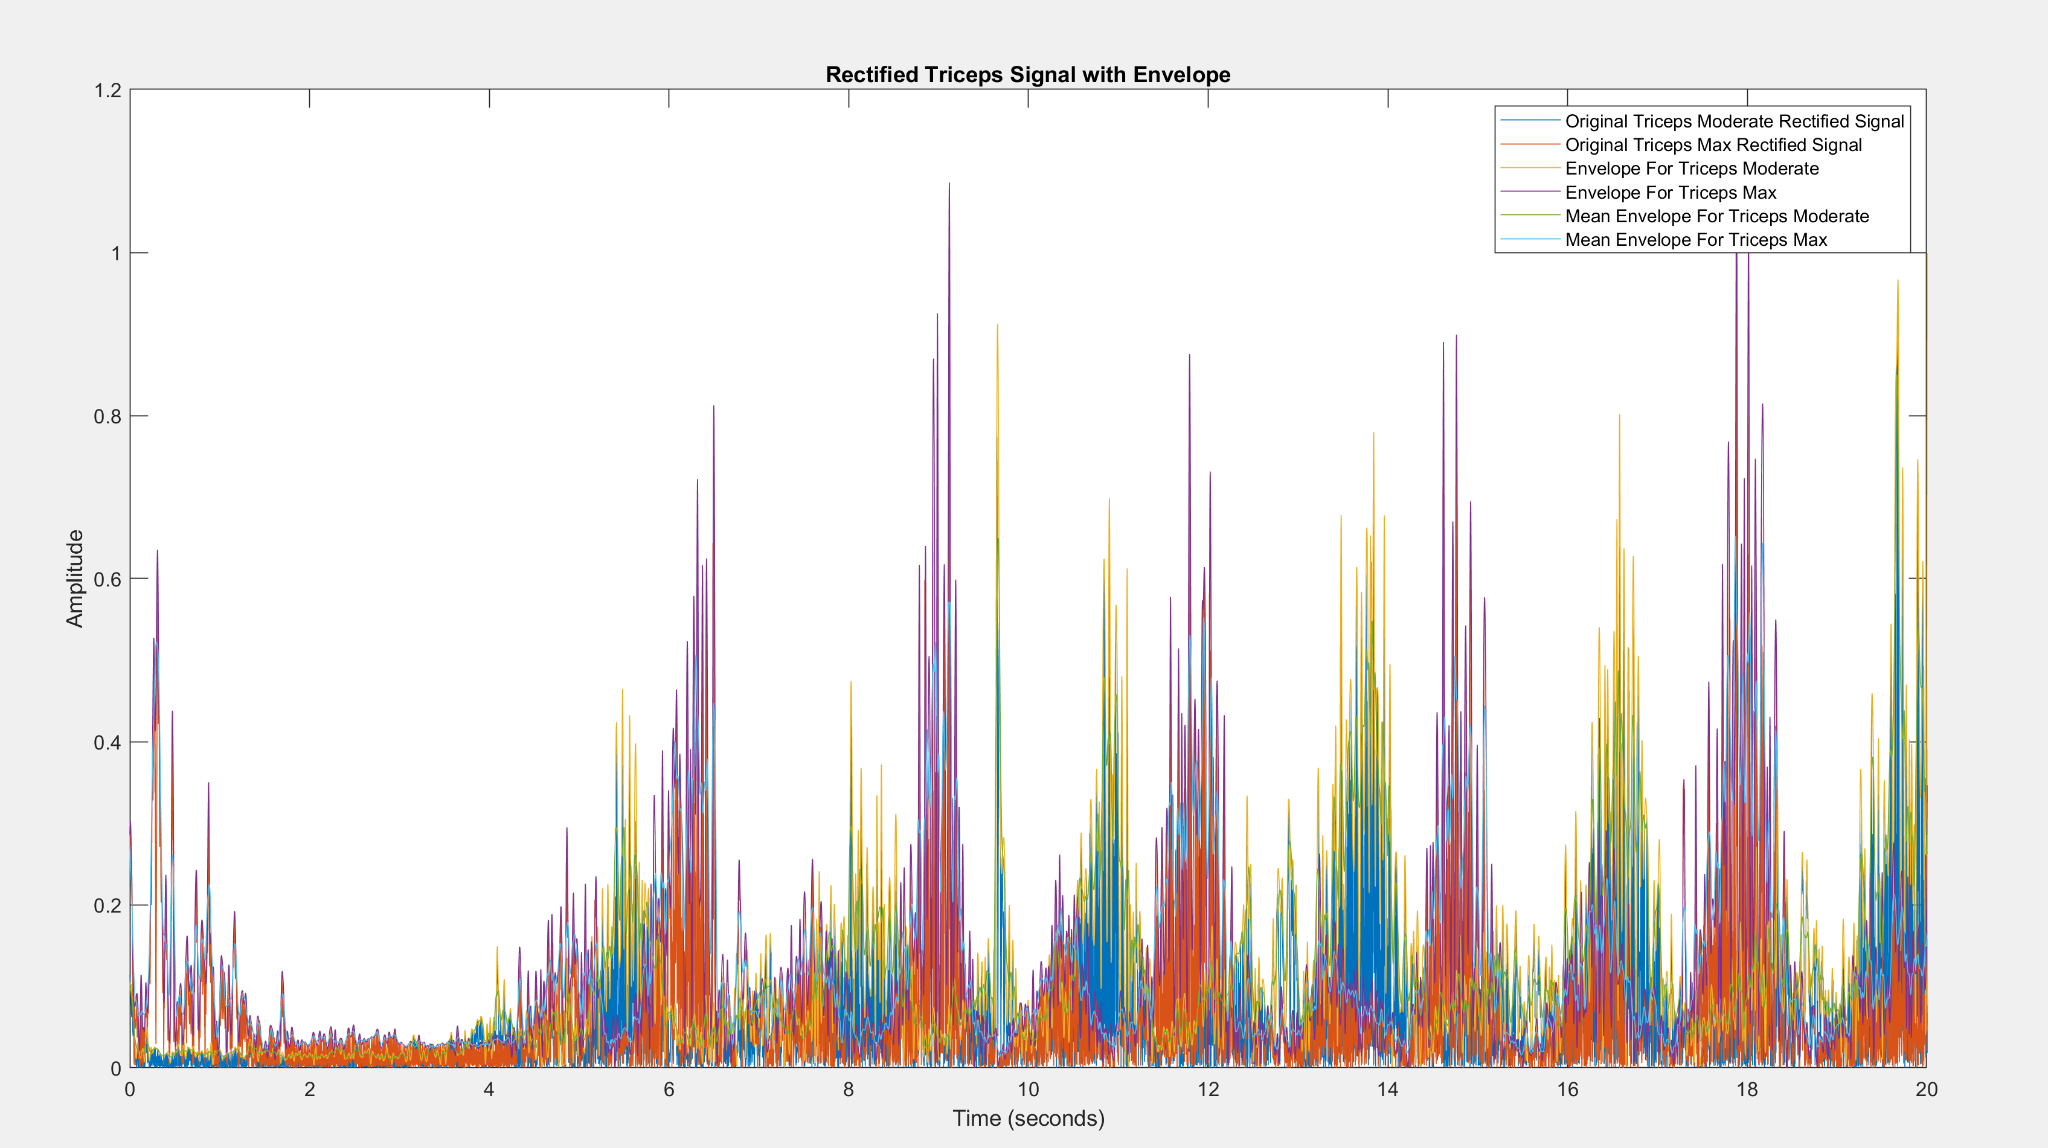 Rectified Triceps Signal with Envelope
1.2
1
0.8
0.6
0.4
0.2
0
Amplitude
Original Triceps Moderate Rectified Signal
Original Triceps Max Rectified Signal
Envelope For Triceps Moderate
Envelope For Triceps Max
Mean Envelope For Triceps Moderate
Mean Envelope For Triceps Max
0 2 4 6 8 10 12 14 16 18 20
Time (seconds)